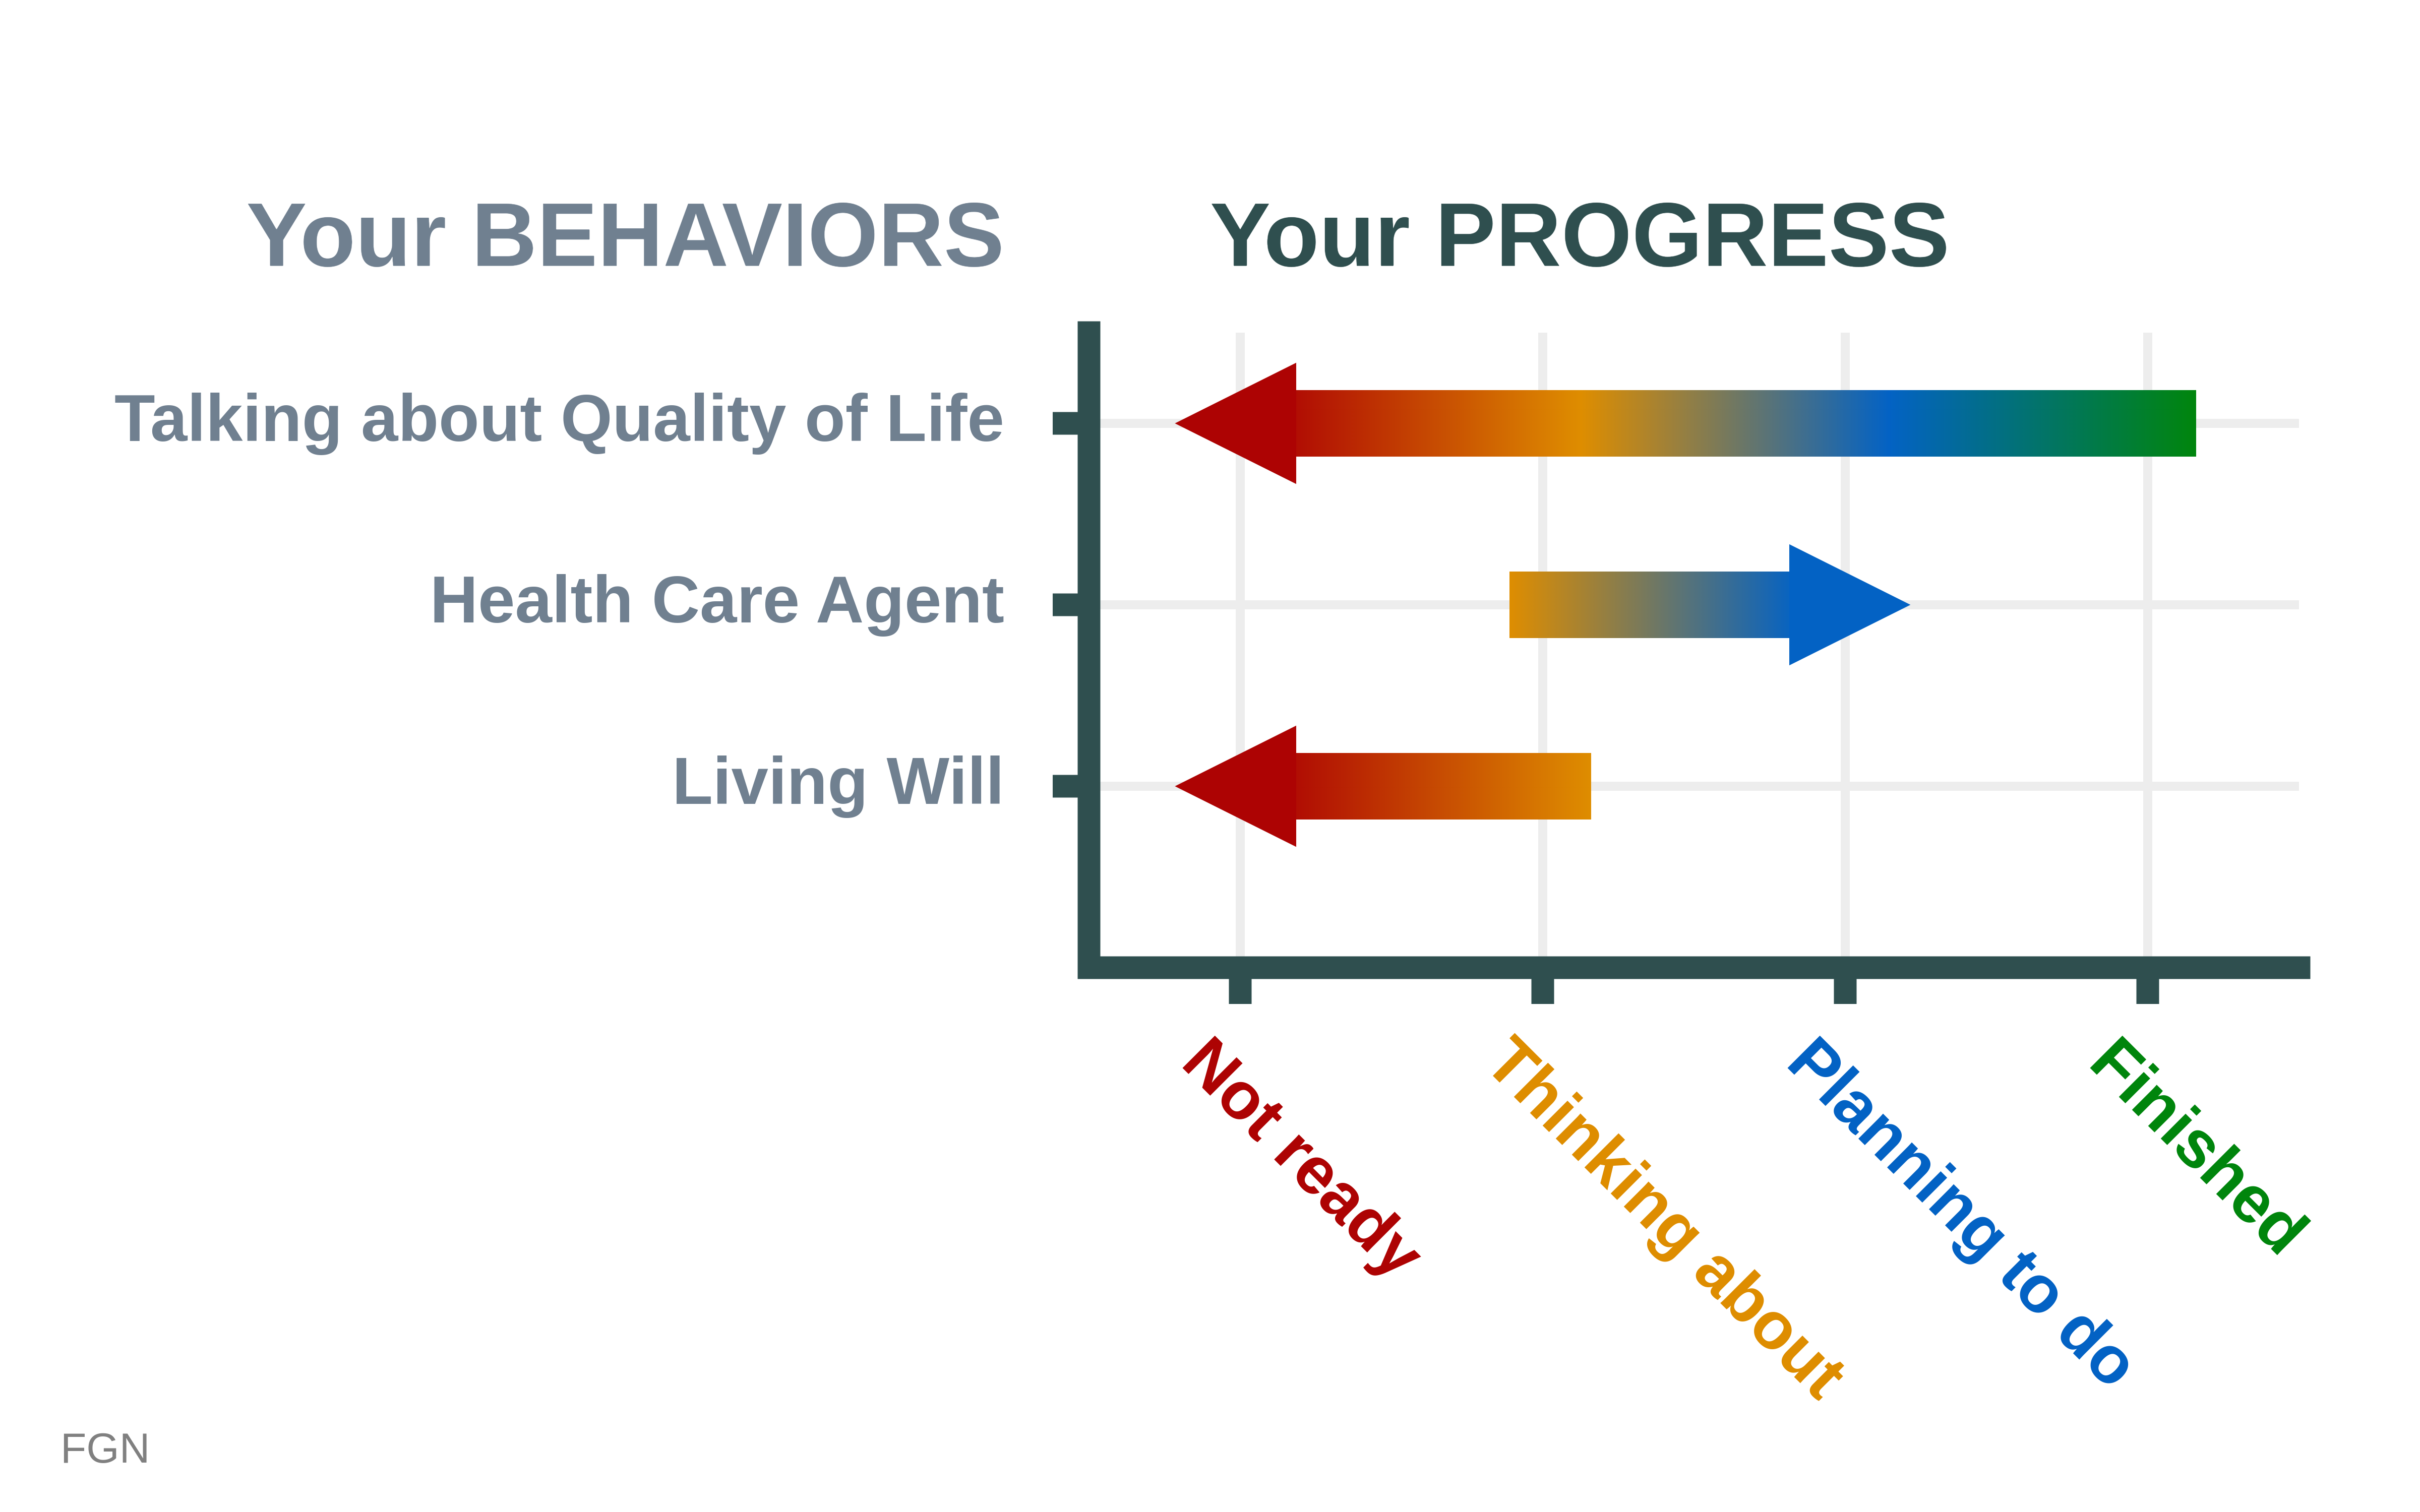 Your BEHAVIORS
Your PROGRESS
Talking about Quality of Life
Health Care Agent
Living Will
Not ready
Thinking about
Planning to do
Finished
FGN